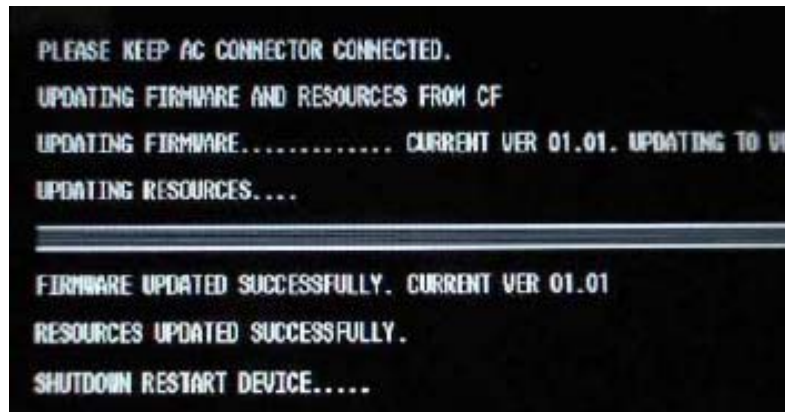 PLEASE KEEP AC CONNECTOR CONNECTED.
UPDATING FIRMWARE AND RESOURCES FROM CF
UPDATING FIRMWARE............. CURRENT VER 01.01. UPDATING TO
UPDATING RESOURCES....
FIRMWARE UPDATED SUCCESSFULLY. CURRENT VER 01.01
RESOURCES UPDATED SUCCESSFULLY.
SHUTDOWN RESTART DEVICE.....